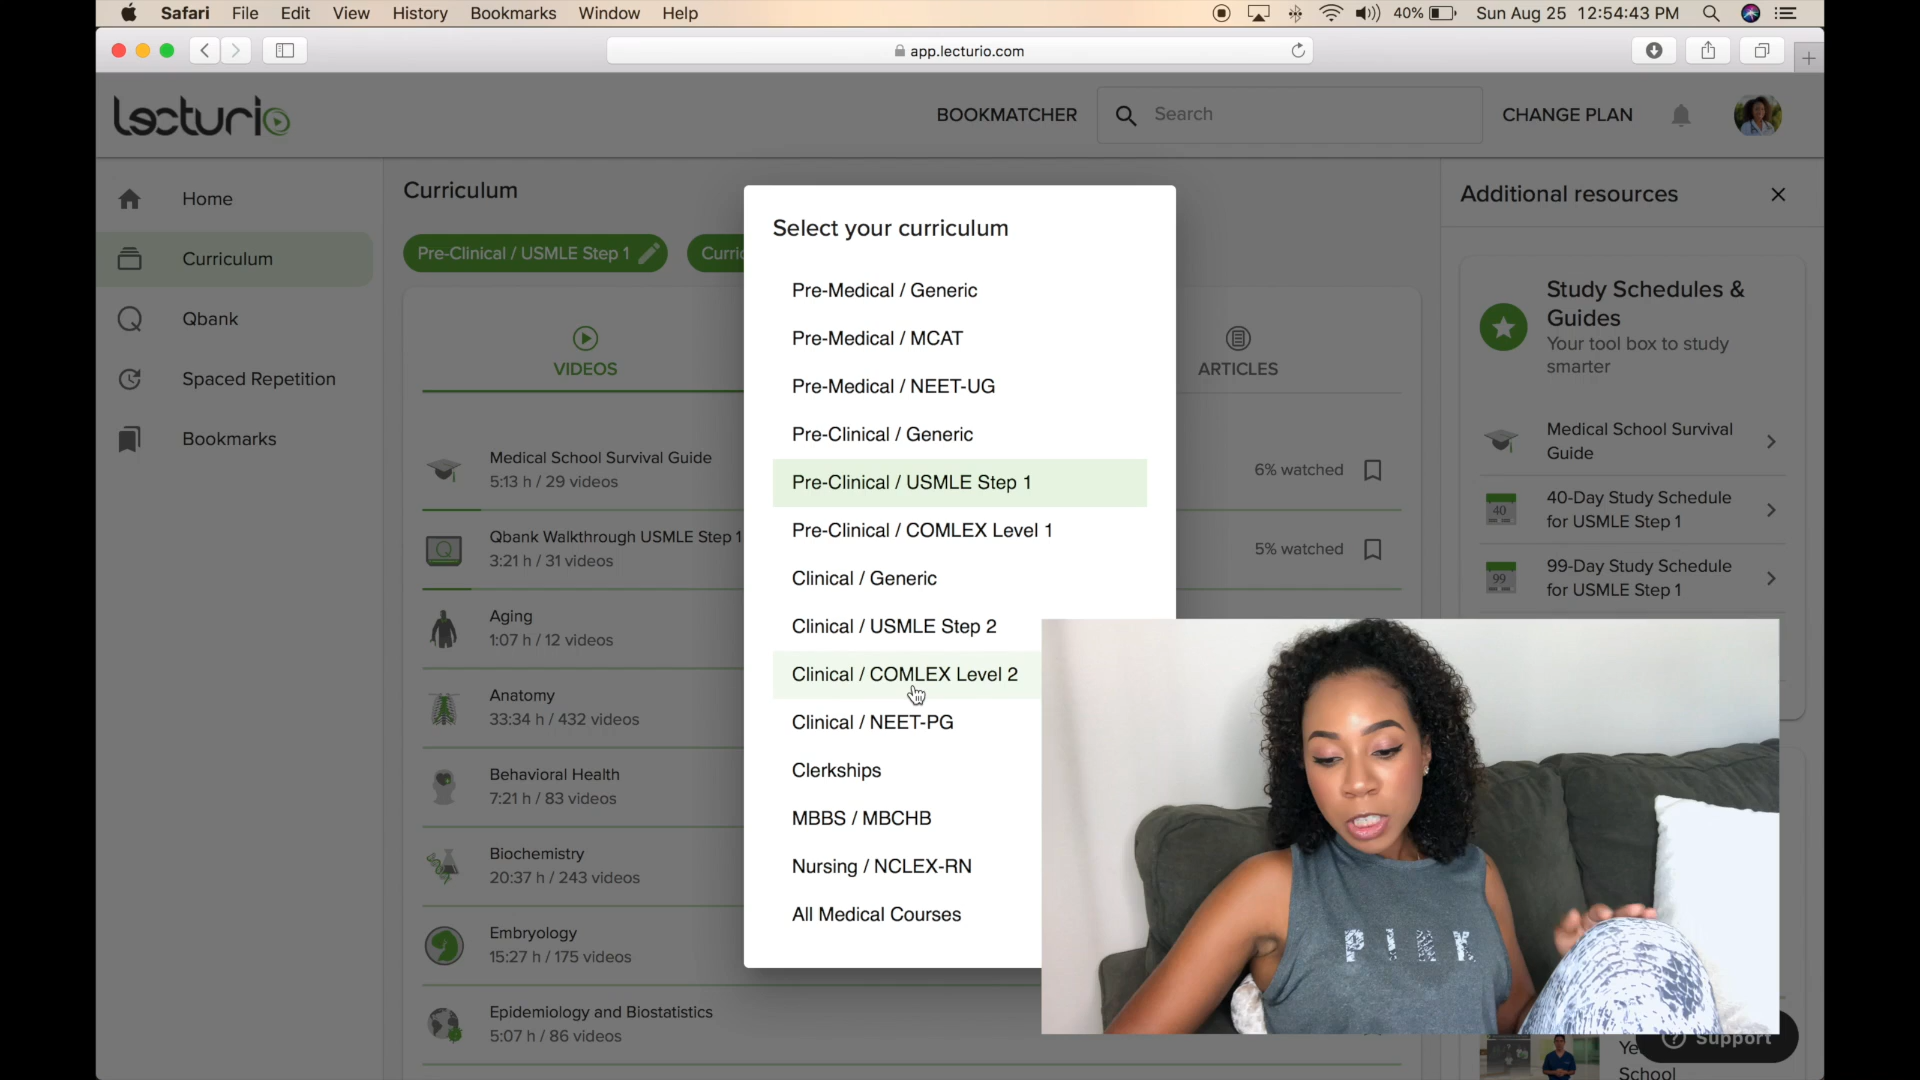 Safari File Edit View History Bookmarks Window Help 40% Sun Aug 25 12:54:43 PM
app.lecturio.com
lecturio BOOKMATCHER Search CHANGE PLAN
Home
Curriculum
Qbank
Spaced Repetition
Bookmarks
Curriculum
Pre-Clinical / USMLE Step 1
VIDEOS
ARTICLES
Medical School Survival Guide
5:13 h / 29 videos
6% watched
Qbank Walkthrough USMLE Step 1
3:21 h / 31 videos
5% watched
Aging
1:07 h / 12 videos
Anatomy
33:34 h / 432 videos
Behavioral Health
7:21 h / 83 videos
Biochemistry
20:37 h / 243 videos
Embryology
15:27 h / 175 videos
Epidemiology and Biostatistics
5:07 h / 86 videos
Select your curriculum
Pre-Medical / Generic
Pre-Medical / MCAT
Pre-Medical / NEET-UG
Pre-Clinical / Generic
Pre-Clinical / USMLE Step 1
Pre-Clinical / COMLEX Level 1
Clinical / Generic
Clinical / USMLE Step 2
Clinical / COMLEX Level 2
Clinical / NEET-PG
Clerkships
MBBS / MBCHB
Nursing / NCLEX-RN
All Medical Courses
Additional resources
Study Schedules &
Guides
Your tool box to study
smarter
Medical School Survival
Guide
40
40-Day Study Schedule
for USMLE Step 1
99
99-Day Study Schedule
for USMLE Step 1
PINK
Support
School